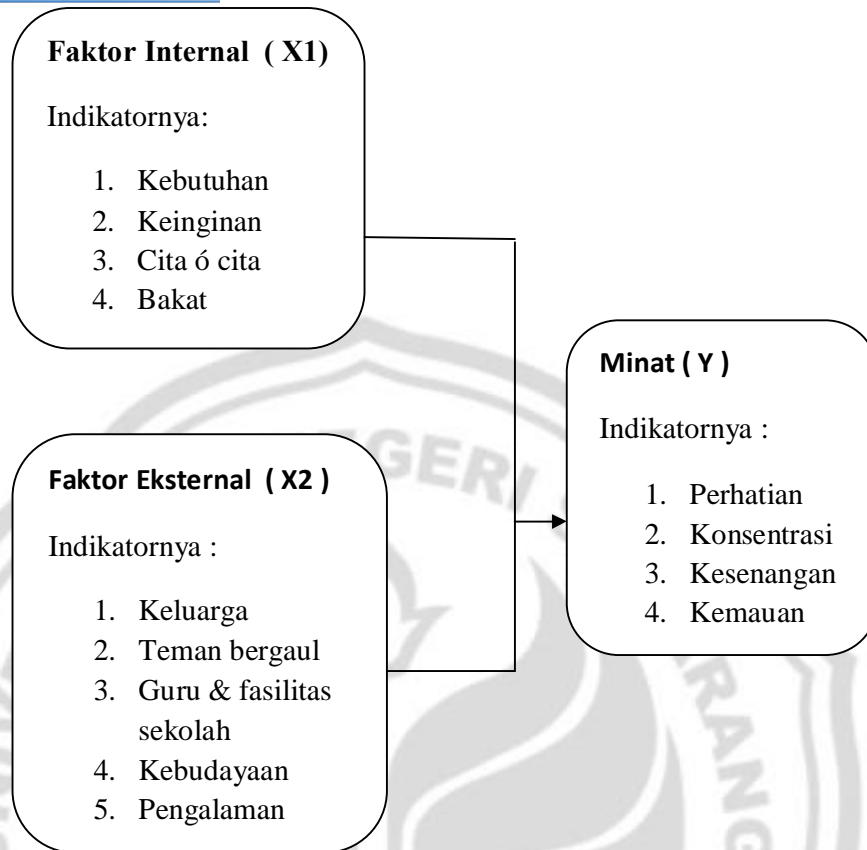 Faktor Internal ( X1)
Indikatornya:
1. Kebutuhan
2. Keinginan
3. Cita ó cita
4. Bakat
Minat ( Y )
Indikatornya :
1. Perhatian
2. Konsentrasi
3. Kesenangan
4. Kemauan
Faktor Eksternal ( X2 )
Indikatornya :
1. Keluarga
2. Teman bergaul
3. Guru & fasilitas
sekolah
4. Kebudayaan
5. Pengalaman